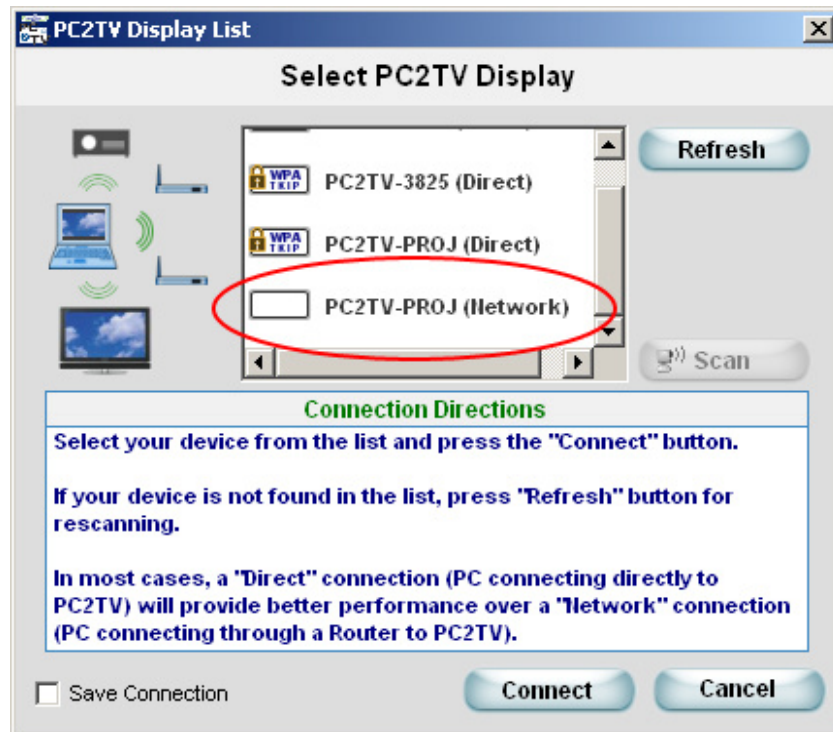 PC2TV Display List
Select PC2TV Display
Refresh
WPA
TKIP
PC2TV-3825 (Direct)
WPA
TKIP
PC2TV-PROJ (Direct)
PC2TV-PROJ (Network)
Scan
Connection Directions
Select your device from the list and press the "Connect" button.
If your device is not found in the list, press "Refresh" button for
rescanning.
In most cases, a "Direct" connection (PC connecting directly to
PC2TV) will provide better performance over a "Network" connection
(PC connecting through a Router to PC2TV).
Save Connection
Connect
Cancel